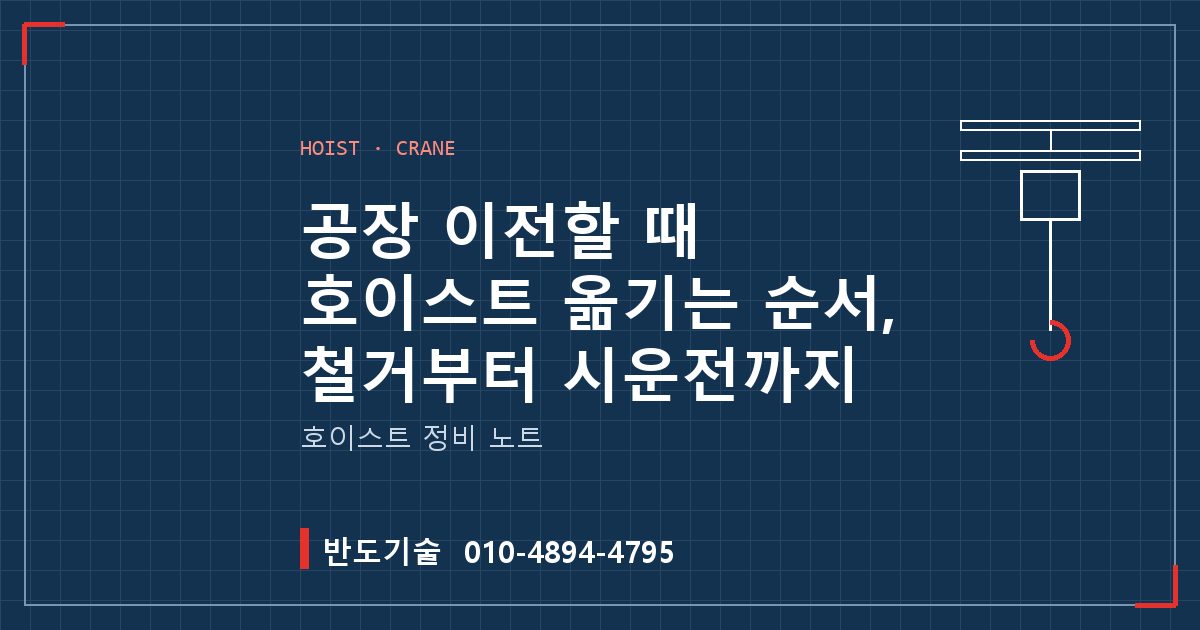 HOIST · CRANE
공장 이전할 때
호이스트 옮기는 순서,
철거부터 시운전까지
호이스트 정비 노트
반도기술 010-4894-4795